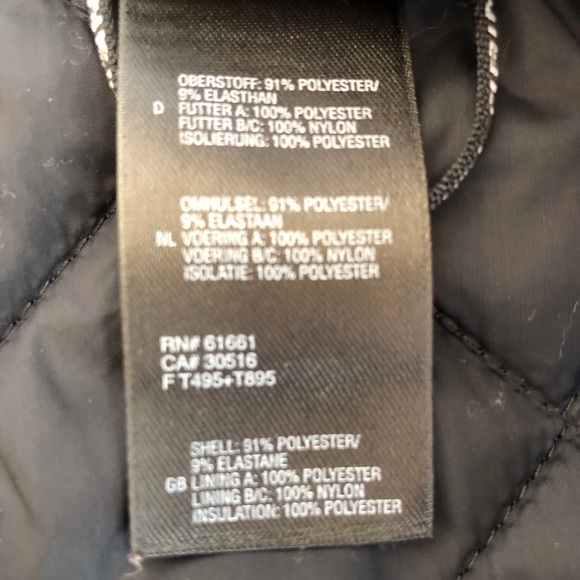 OBERSTOFF: 91% POLYESTER/
9% ELASTHAN
D FUTTER A: 100% POLYESTER
FUTTER B/C: 100% NYLON
ISOLIERUNG: 100% POLYESTER
OMHULSEL: 91% POLYESTER/
9% ELASTAAN
NL VOERING A: 100% POLYESTER
VOERING B/C: 100% NYLON
ISOLATIE: 100% POLYESTER
RN# 61661
CA# 30516
F T495+T895
SHELL: 91% POLYESTER/
9% ELASTANE
GB LINING A: 100% POLYESTER
LINING B/C: 100% NYLON
INSULATION: 100% POLYESTER